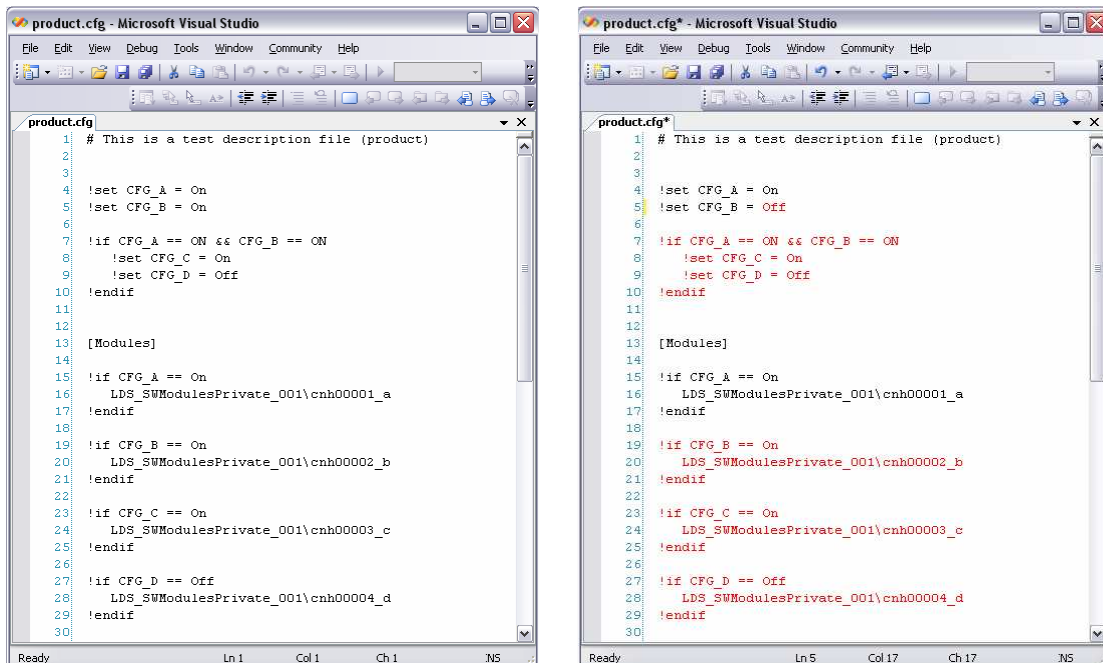 product.cfg - Microsoft Visual Studio
File Edit View Debug Tools Window Community Help
product.cfg
1 # This is a test description file (product)
2
3
4 !set CFG_A = On
5 !set CFG_B = On
6
7 !if CFG_A == ON && CFG_B == ON
8 !set CFG_C = On
9 !set CFG_D = Off
10 !endif
11
12
13 [Modules]
14
15 !if CFG_A == On
16 LDS_SWModulesPrivate_001\cnh00001_a
17 !endif
18
19 !if CFG_B == On
20 LDS_SWModulesPrivate_001\cnh00002_b
21 !endif
22
23 !if CFG_C == On
24 LDS_SWModulesPrivate_001\cnh00003_c
25 !endif
26
27 !if CFG_D == Off
28 LDS_SWModulesPrivate_001\cnh00004_d
29 !endif
30
Ready Ln 1 Col 1 Ch 1 INS
product.cfg* - Microsoft Visual Studio
File Edit View Debug Tools Window Community Help
product.cfg*
1 # This is a test description file (product)
2
3
4 !set CFG_A = On
5 !set CFG_B = Off
6
7 !if CFG_A == ON && CFG_B == ON
8 !set CFG_C = On
9 !set CFG_D = Off
10 !endif
11
12
13 [Modules]
14
15 !if CFG_A == On
16 LDS_SWModulesPrivate_001\cnh00001_a
17 !endif
18
19 !if CFG_B == On
20 LDS_SWModulesPrivate_001\cnh00002_b
21 !endif
22
23 !if CFG_C == On
24 LDS_SWModulesPrivate_001\cnh00003_c
25 !endif
26
27 !if CFG_D == Off
28 LDS_SWModulesPrivate_001\cnh00004_d
29 !endif
30
Ready Ln 5 Col 17 Ch 17 INS